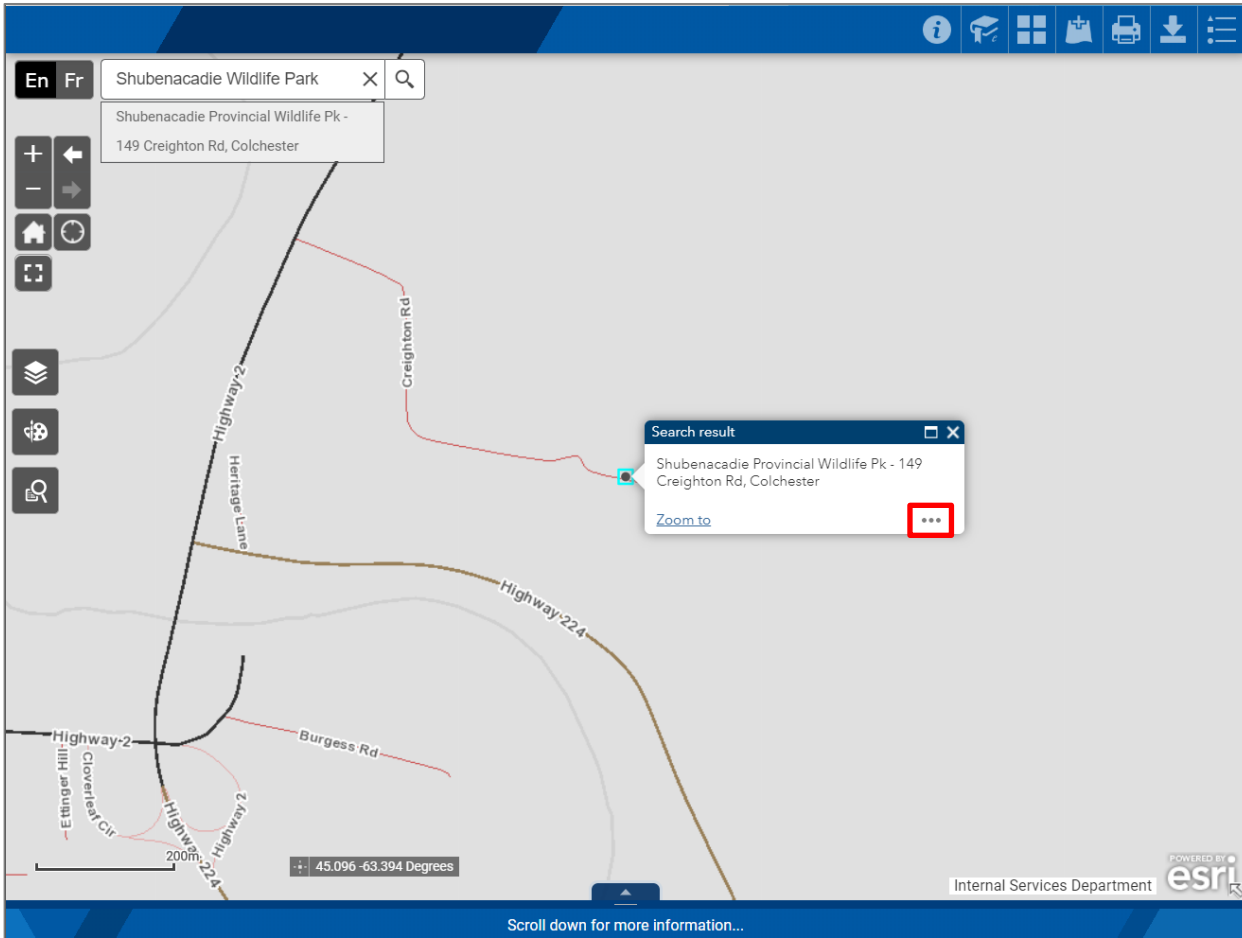 En Fr
Shubenacadie Wildlife Park
Shubenacadie Provincial Wildlife Pk -
149 Creighton Rd, Colchester
Creighton Rd
Highway-2
Heritage Lane
Search result
Shubenacadie Provincial Wildlife Pk - 149
Creighton Rd, Colchester
Zoom to
Highway-224
Highway-2
Burgess Rd
Ettinger Hill
Cloverleaf Cir
Highway-224
Highway 2
200m
45.096 -63.394 Degrees
Internal Services Department
POWERED BY
esri
Scroll down for more information...